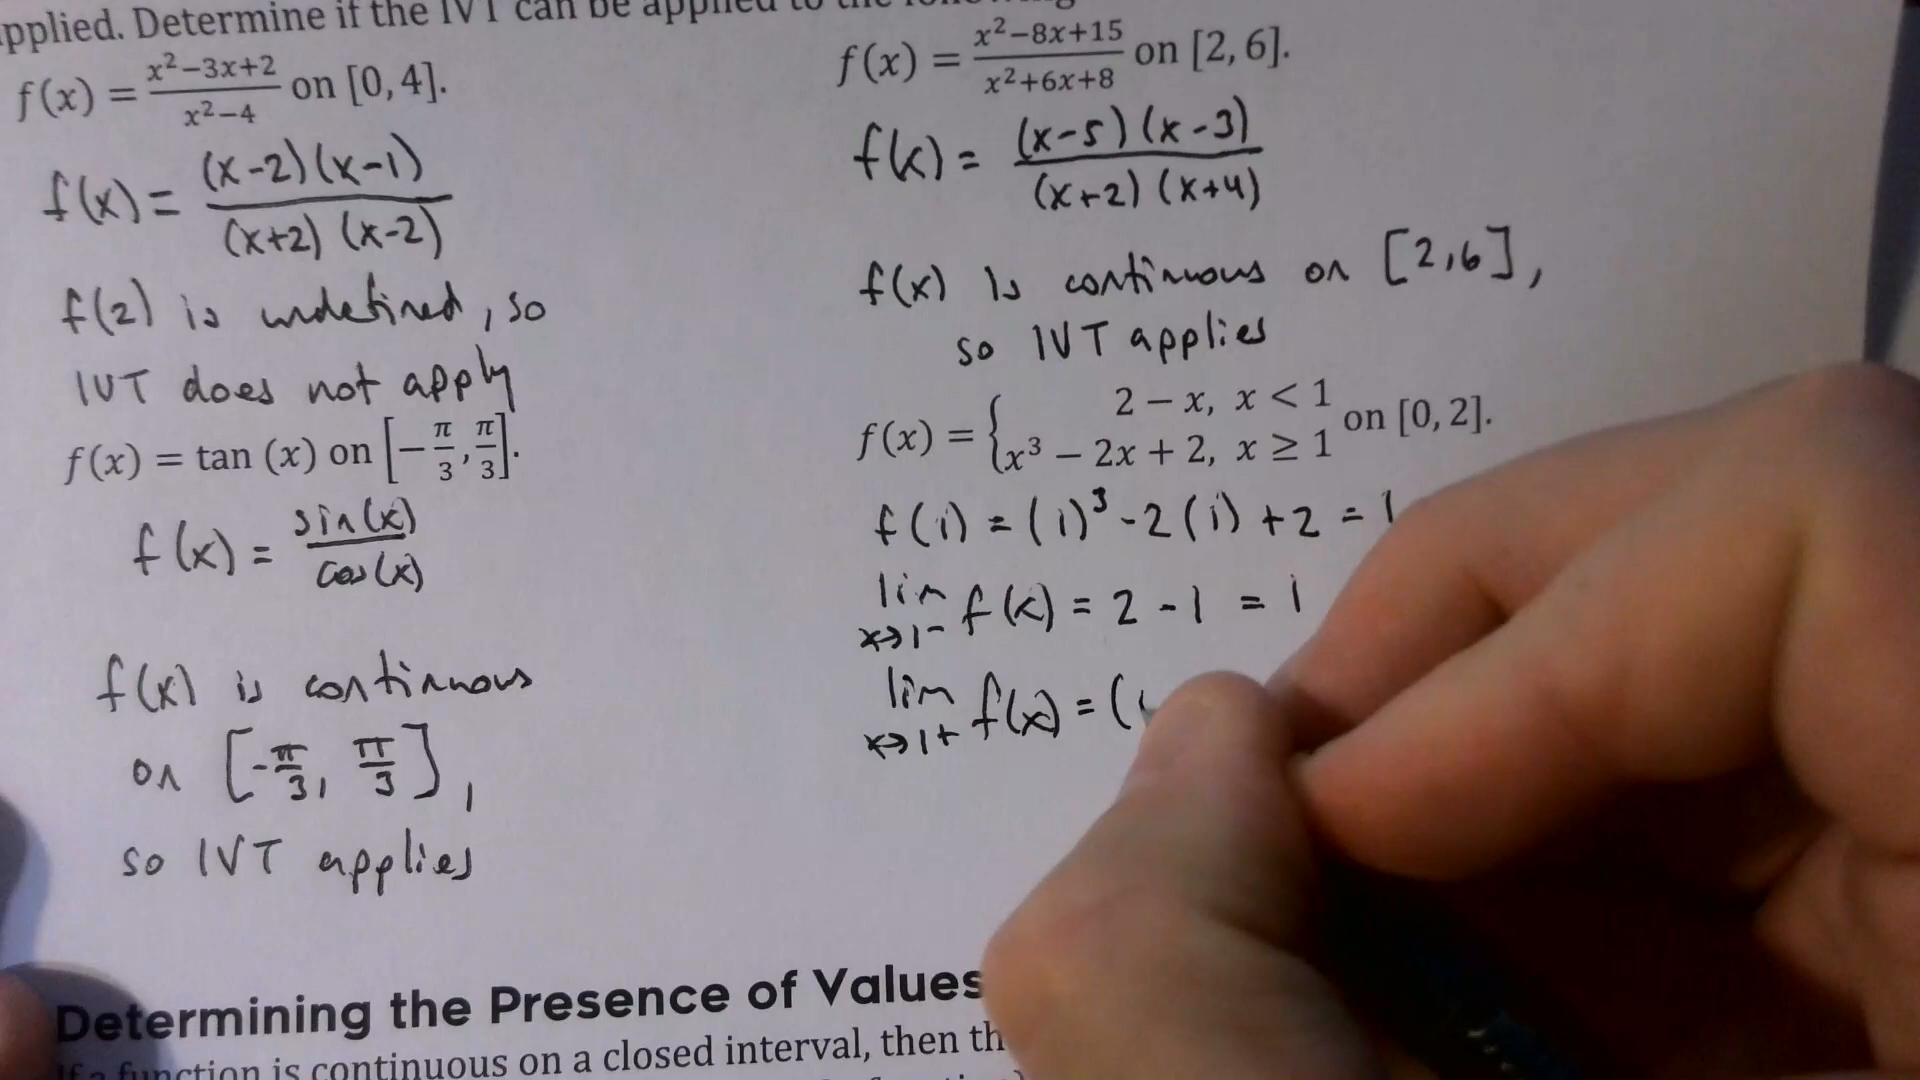 pplied. Determine if the IVT can be applied to the following
f(x) = x²−3x+2 / x²−4 on [0, 4].
f(x) = (x-2)(x-1) / (x+2)(x-2)
f(2) is undefined, so
IVT does not apply
f(x) = tan (x) on [−π/3, π/3].
f(x) = sin(x) / cos(x)
f(x) is continuous
on [-π/3, π/3],
so IVT applies
f(x) = x²−8x+15 / x²+6x+8 on [2, 6].
f(x) = (x-5)(x-3) / (x+2)(x+4)
f(x) is continuous on [2,6],
so IVT applies
f(x) = { 2 − x, x < 1
x³ − 2x + 2, x ≥ 1 on [0, 2].
f(1) = (1)³ - 2(1) + 2 = 1
lim x→1- f(x) = 2 - 1 = 1
lim x→1+ f(x) = (1
Determining the Presence of Values
If a function is continuous on a closed interval, then th